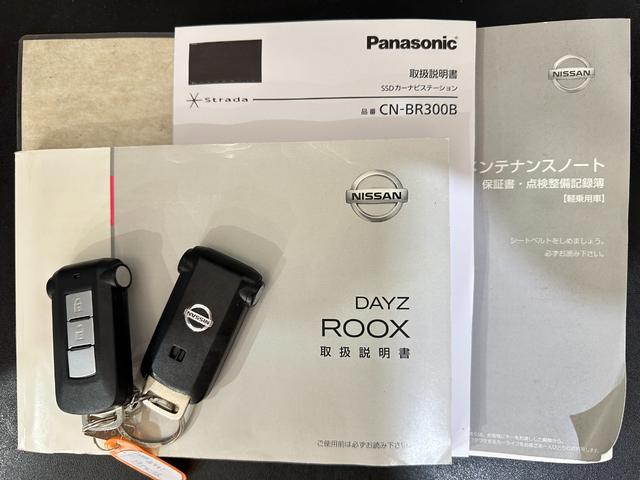 Panasonic
取扱説明書
SSDカーナビステーション
Strada
品番 CN-BR300B
NISSAN
メンテナンスノート
保証書・点検整備記録簿
【軽乗用車】
シートベルトをしめましょう。
必ずお読み下さい。
NISSAN
DAYZ
ROOX
取扱説明書
ご使用前は必ずお読み下さい
NISSAN